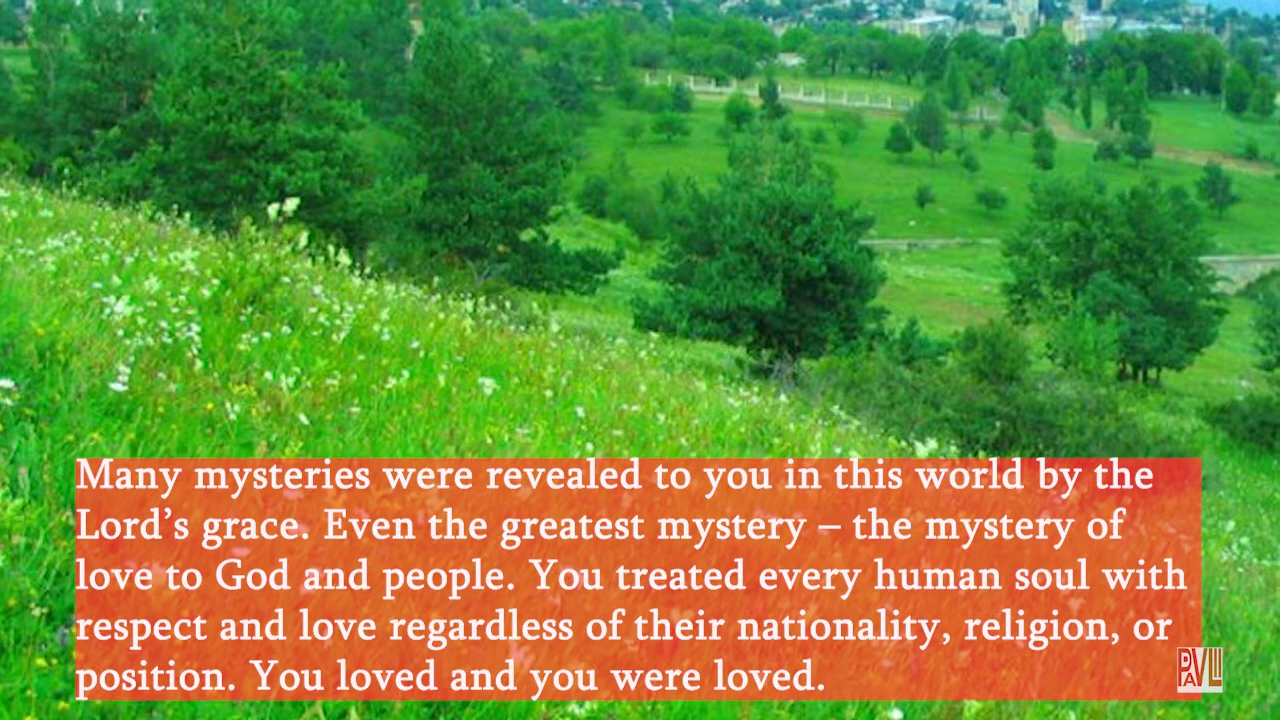 Many mysteries were revealed to you in this world by the
Lord’s grace. Even the greatest mystery – the mystery of
love to God and people. You treated every human soul with
respect and love regardless of their nationality, religion, or
position. You loved and you were loved.